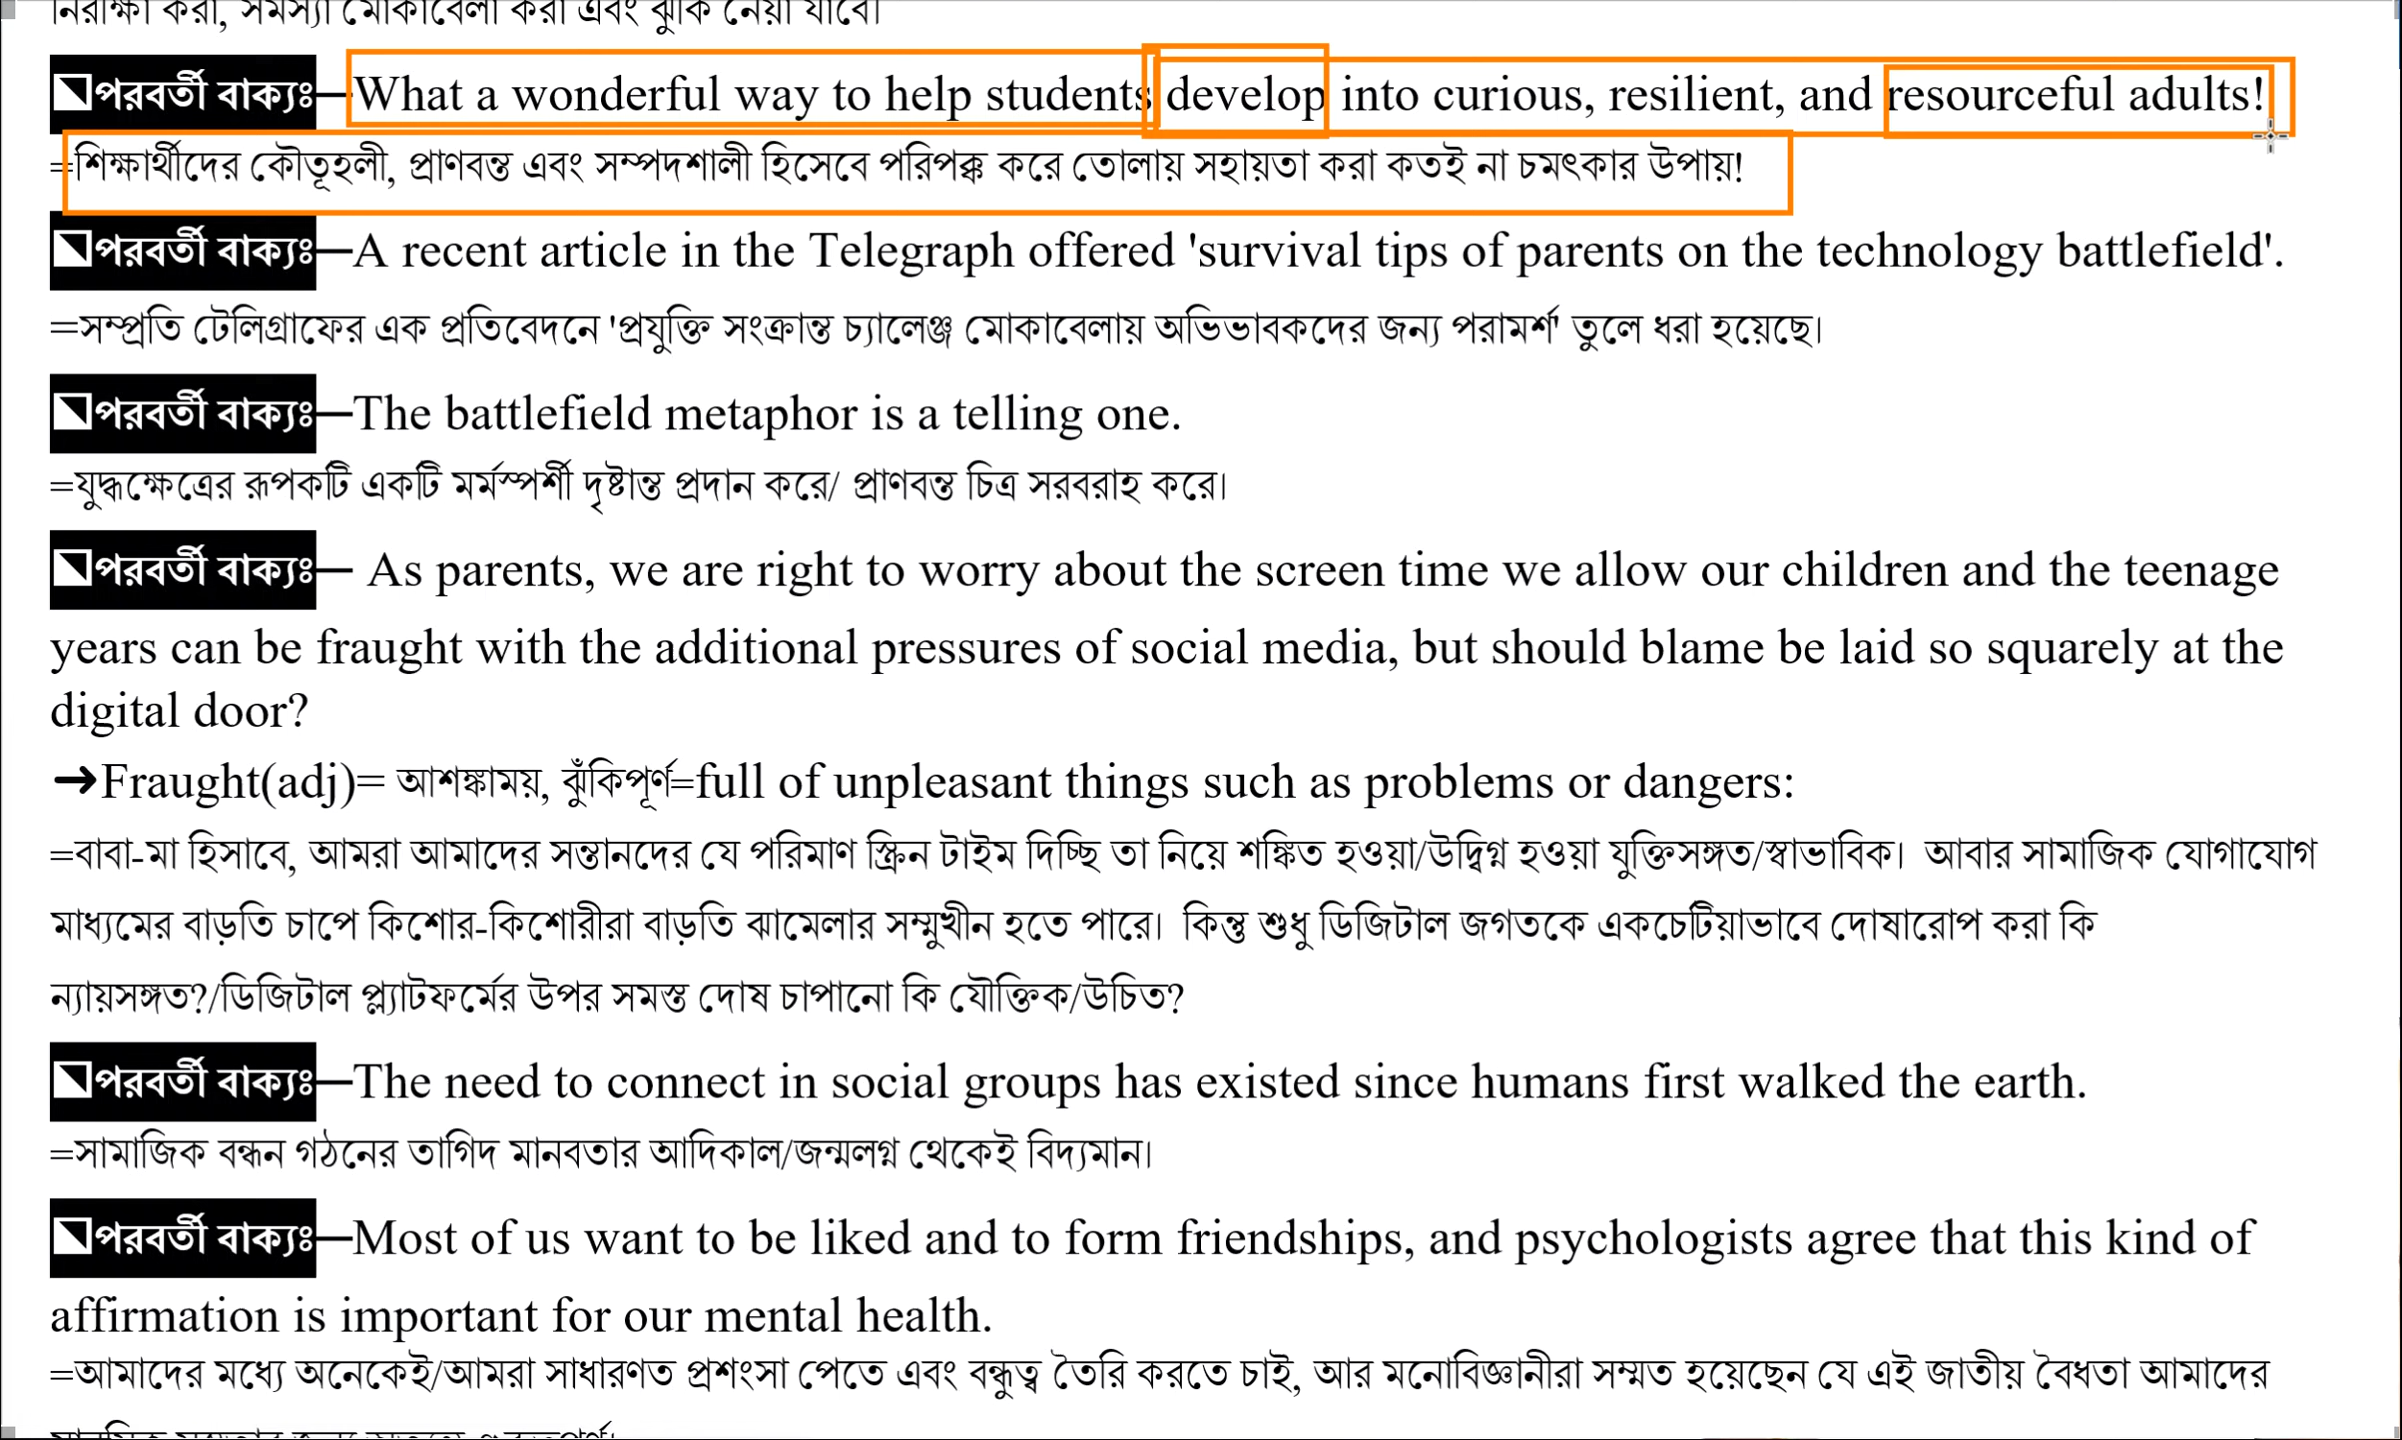 নিরীক্ষা করা, সমস্যা মোকাবেলা করা এবং ঝুঁকি নেয়া যাবে।
পরবর্তী বাক্যঃ—What a wonderful way to help students develop into curious, resilient, and resourceful adults!
=শিক্ষার্থীদের কৌতূহলী, প্রাণবন্ত এবং সম্পদশালী হিসেবে পরিপক্ক করে তোলায় সহায়তা করা কতই না চমৎকার উপায়!
পরবর্তী বাক্যঃ—A recent article in the Telegraph offered 'survival tips of parents on the technology battlefield'.
=সম্প্রতি টেলিগ্রাফের এক প্রতিবেদনে 'প্রযুক্তি সংক্রান্ত চ্যালেঞ্জ মোকাবেলায় অভিভাবকদের জন্য পরামর্শ' তুলে ধরা হয়েছে।
পরবর্তী বাক্যঃ—The battlefield metaphor is a telling one.
=যুদ্ধক্ষেত্রের রূপকটি একটি মর্মস্পর্শী দৃষ্টান্ত প্রদান করে/ প্রাণবন্ত চিত্র সরবরাহ করে।
পরবর্তী বাক্যঃ— As parents, we are right to worry about the screen time we allow our children and the teenage
years can be fraught with the additional pressures of social media, but should blame be laid so squarely at the
digital door?
➜Fraught(adj)= আশঙ্কাময়, ঝুঁকিপূর্ণ=full of unpleasant things such as problems or dangers:
=বাবা-মা হিসাবে, আমরা আমাদের সন্তানদের যে পরিমাণ স্ক্রিন টাইম দিচ্ছি তা নিয়ে শঙ্কিত হওয়া/উদ্বিগ্ন হওয়া যুক্তিসঙ্গত/স্বাভাবিক। আবার সামাজিক যোগাযোগ
মাধ্যমের বাড়তি চাপে কিশোর-কিশোরীরা বাড়তি ঝামেলার সম্মুখীন হতে পারে। কিন্তু শুধু ডিজিটাল জগতকে একচেটিয়াভাবে দোষারোপ করা কি
ন্যায়সঙ্গত?/ডিজিটাল প্ল্যাটফর্মের উপর সমস্ত দোষ চাপানো কি যৌক্তিক/উচিত?
পরবর্তী বাক্যঃ—The need to connect in social groups has existed since humans first walked the earth.
=সামাজিক বন্ধন গঠনের তাগিদ মানবতার আদিকাল/জন্মলগ্ন থেকেই বিদ্যমান।
পরবর্তী বাক্যঃ—Most of us want to be liked and to form friendships, and psychologists agree that this kind of
affirmation is important for our mental health.
=আমাদের মধ্যে অনেকেই/আমরা সাধারণত প্রশংসা পেতে এবং বন্ধুত্ব তৈরি করতে চাই, আর মনোবিজ্ঞানীরা সম্মত হয়েছেন যে এই জাতীয় বৈধতা আমাদের